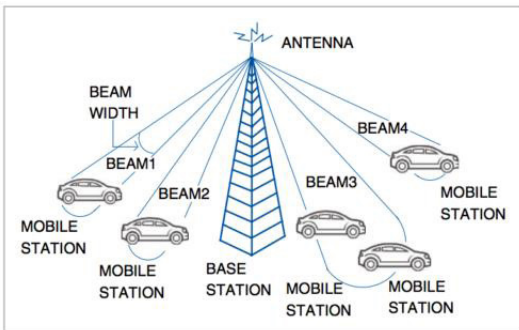 ANTENNA
BEAM
WIDTH
BEAM4
BEAM1
BEAM2
BEAM3
MOBILE
STATION
MOBILE
STATION
MOBILE
STATION
BASE
STATION
MOBILE
STATION
MOBILE
STATION